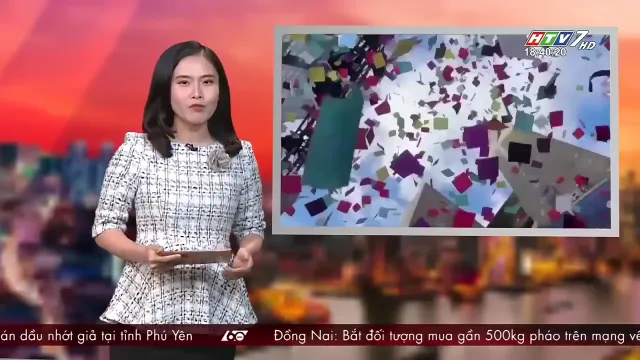 HTV7 HD
18:40:20
án dầu nhớt giả tại tỉnh Phú Yên 60 Đồng Nai: Bắt đối tượng mua gần 500kg pháo trên mạng về